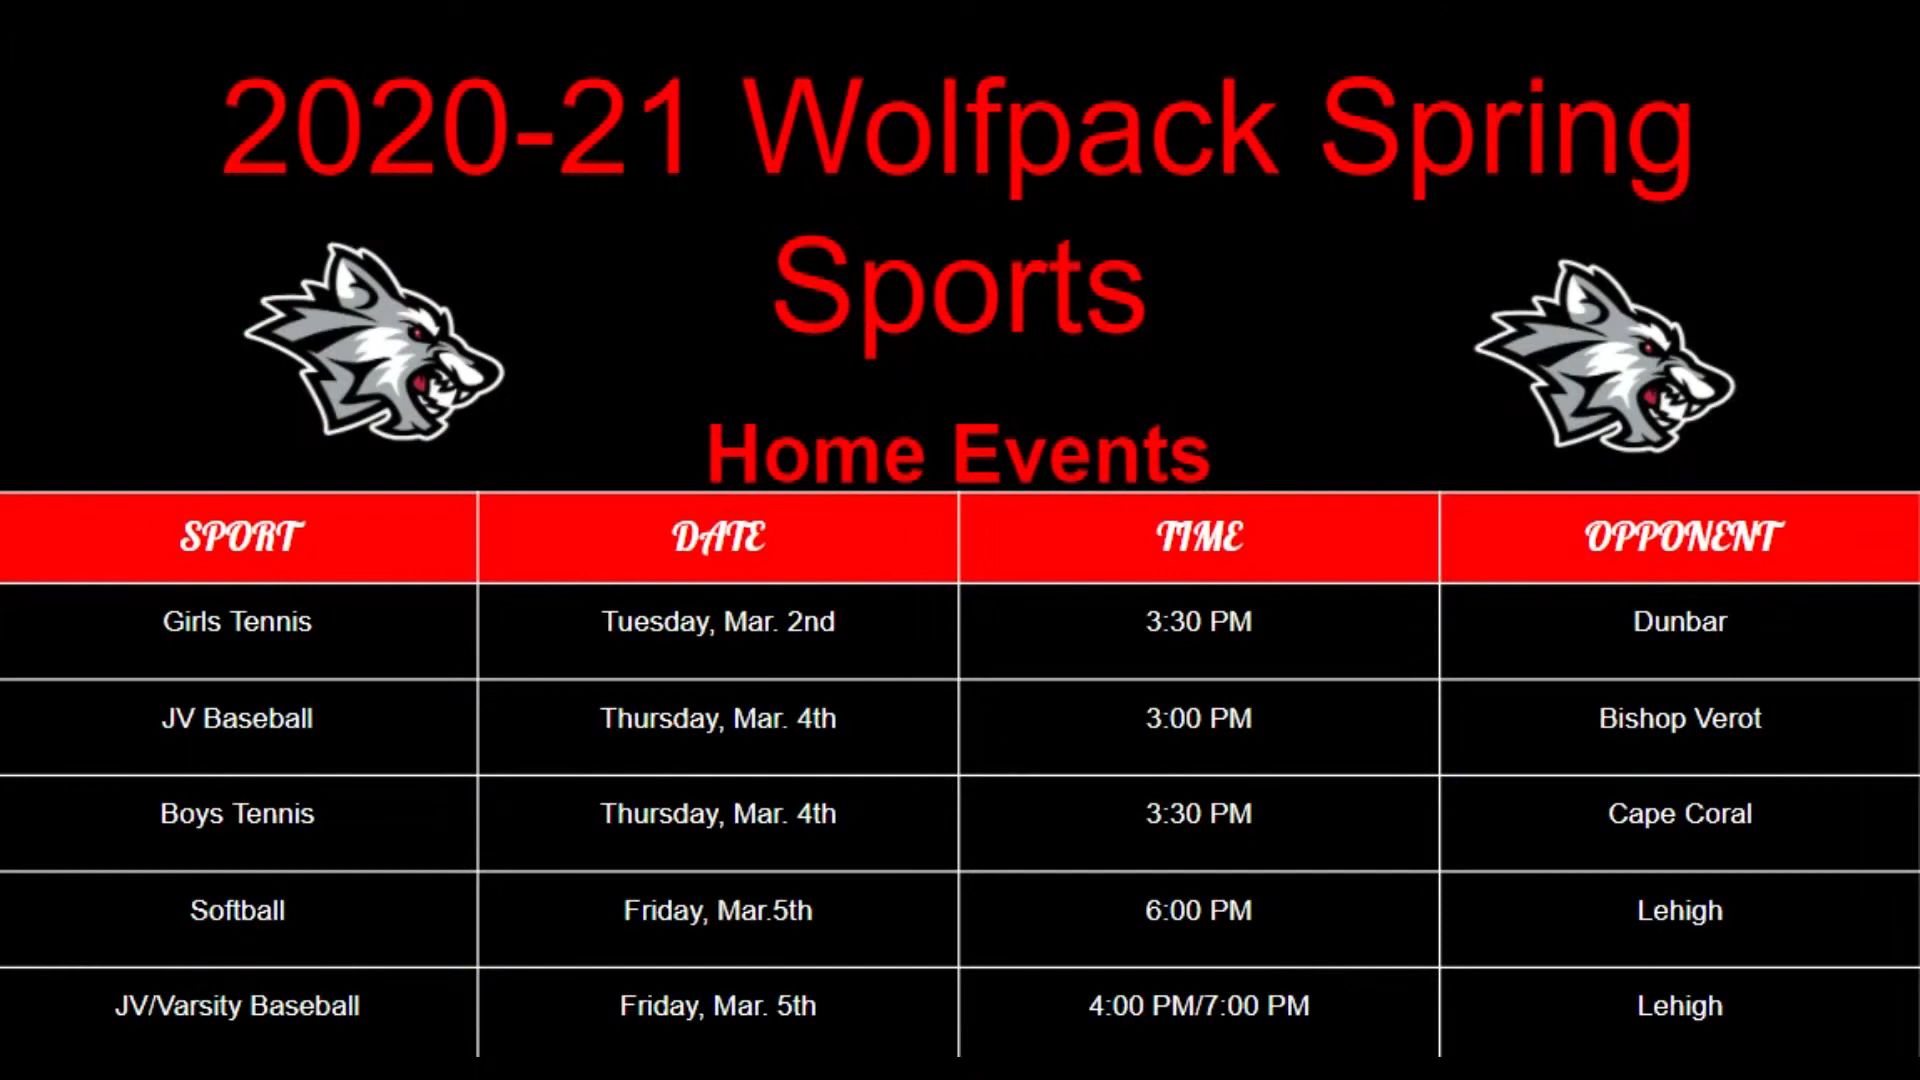 2020-21 Wolfpack Spring
Sports
Home Events
SPORT DATE TIME OPPONENT
Girls Tennis Tuesday, Mar. 2nd 3:30 PM Dunbar
JV Baseball Thursday, Mar. 4th 3:00 PM Bishop Verot
Boys Tennis Thursday, Mar. 4th 3:30 PM Cape Coral
Softball Friday, Mar.5th 6:00 PM Lehigh
JV/Varsity Baseball Friday, Mar. 5th 4:00 PM/7:00 PM Lehigh